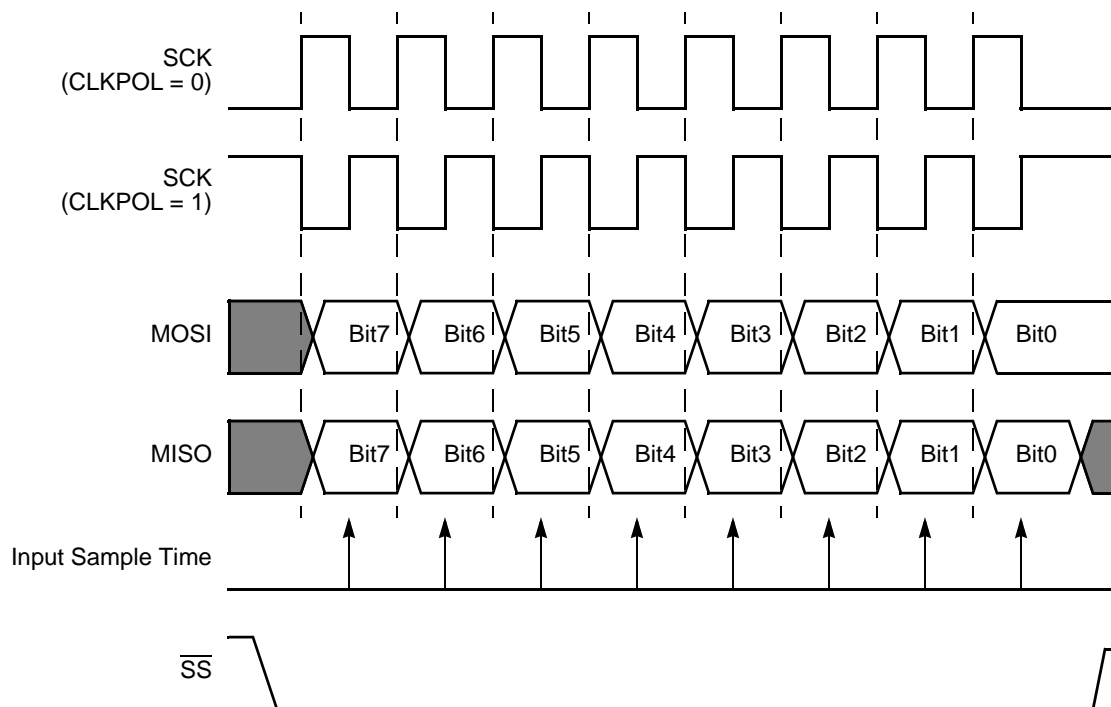 SCK
(CLKPOL = 0)
SCK
(CLKPOL = 1)
MOSI
Bit7 Bit6 Bit5 Bit4 Bit3 Bit2 Bit1 Bit0
MISO
Bit7 Bit6 Bit5 Bit4 Bit3 Bit2 Bit1 Bit0
Input Sample Time
SS